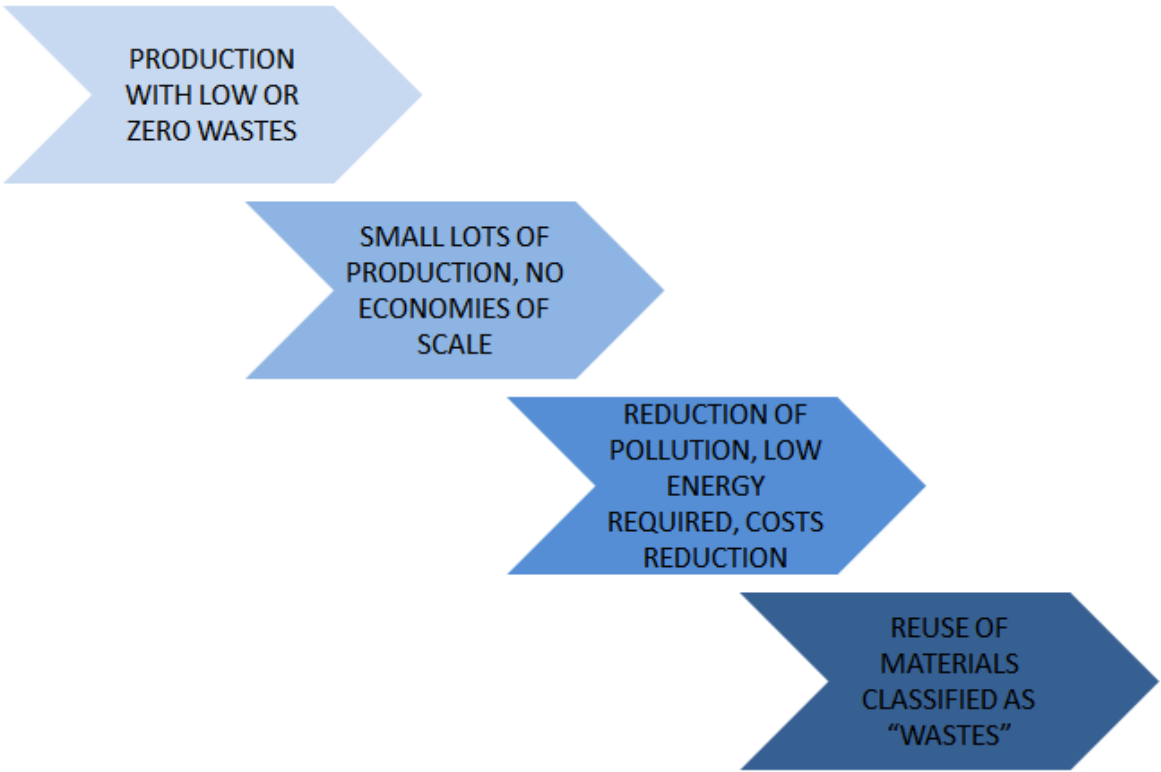 PRODUCTION
WITH LOW OR
ZERO WASTES
SMALL LOTS OF
PRODUCTION, NO
ECONOMIES OF
SCALE
REDUCTION OF
POLLUTION, LOW
ENERGY
REQUIRED, COSTS
REDUCTION
REUSE OF
MATERIALS
CLASSIFIED AS
“WASTES”